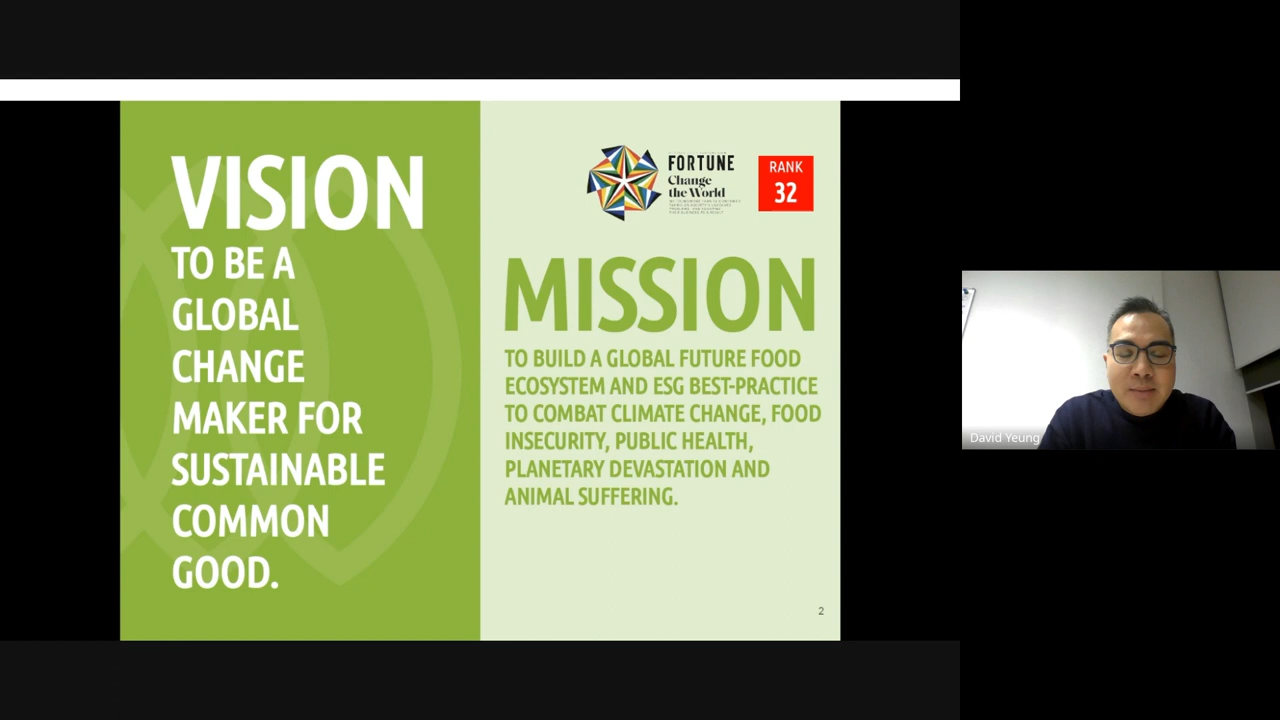 VISION
TO BE A
GLOBAL
CHANGE
MAKER FOR
SUSTAINABLE
COMMON
GOOD.
FORTUNE
Change
the World
RANK
32
MISSION
TO BUILD A GLOBAL FUTURE FOOD
ECOSYSTEM AND ESG BEST-PRACTICE
TO COMBAT CLIMATE CHANGE, FOOD
INSECURITY, PUBLIC HEALTH,
PLANETARY DEVASTATION AND
ANIMAL SUFFERING.
2
David Yeung